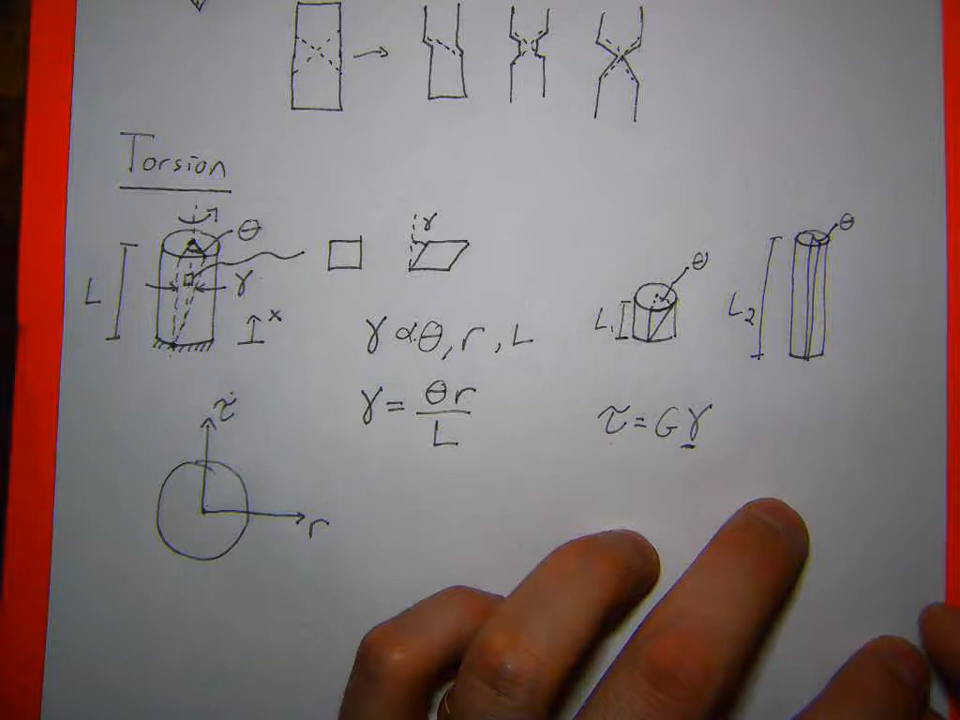 Torsion
θ
γ
L
γ
x
θ
L₁
θ
L₂
γ ∝ θ, r, L
γ = θr/L
τ = Gγ
τ
r